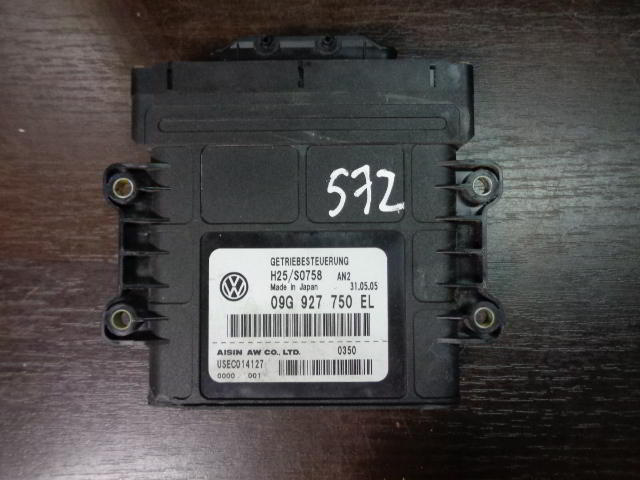 572
GETRIEBESTEUERUNG
H25/S0758 AN2
Made in Japan 31.05.05
09G 927 750 EL
AISIN AW CO., LTD. 0350
USEC014127
0000 001